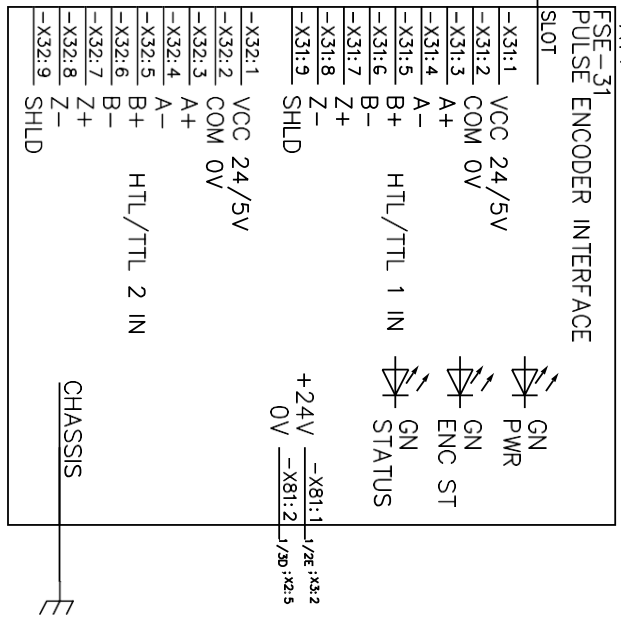 FSE-31
PULSE ENCODER INTERFACE
SLOT
-X31:1 VCC 24/5V
-X31:2 COM 0V
-X31:3 A+
-X31:4 A-
-X31:5 B+ HTL/TTL 1 IN
-X31:6 B-
-X31:7 Z+
-X31:8 Z-
-X31:9 SHLD
-X32:1 VCC 24/5V
-X32:2 COM 0V
-X32:3 A+
-X32:4 A-
-X32:5 B+ HTL/TTL 2 IN
-X32:6 B-
-X32:7 Z+
-X32:8 Z-
-X32:9 SHLD
GN
PWR
GN
ENC ST
GN
STATUS
+24V -X81:1 1/2E ;X3:2
0V -X81:2 1/3D ;X2:5
CHASSIS